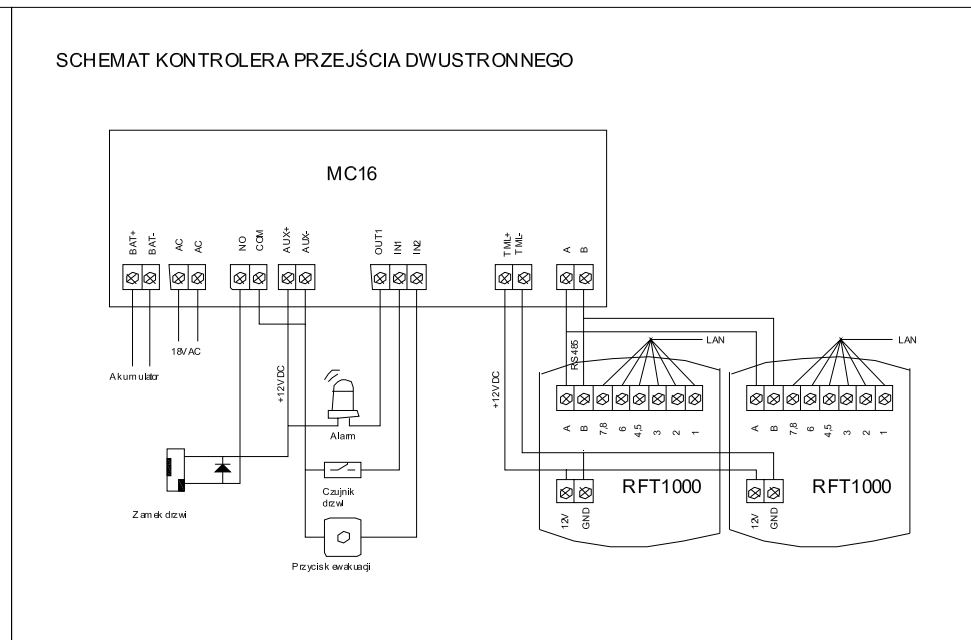 SCHEMAT KONTROLERA PRZEJŚCIA DWUSTRONNEGO
MC16
BAT+
BAT-
AC
AC
NO
COM
AUX+
AUX-
OUT1
IN1
IN2
TML+
TML-
A
B
18VAC
Akumulator
+12VDC
Alarm
Czujnik
drzwi
Zamek drzwi
Przycisk ewakuacji
+12VDC
RS485
LAN
A
B
7,8
6
4,5
3
2
1
RFT1000
12V
GND
LAN
A
B
7,8
6
4,5
3
2
1
RFT1000
12V
GND